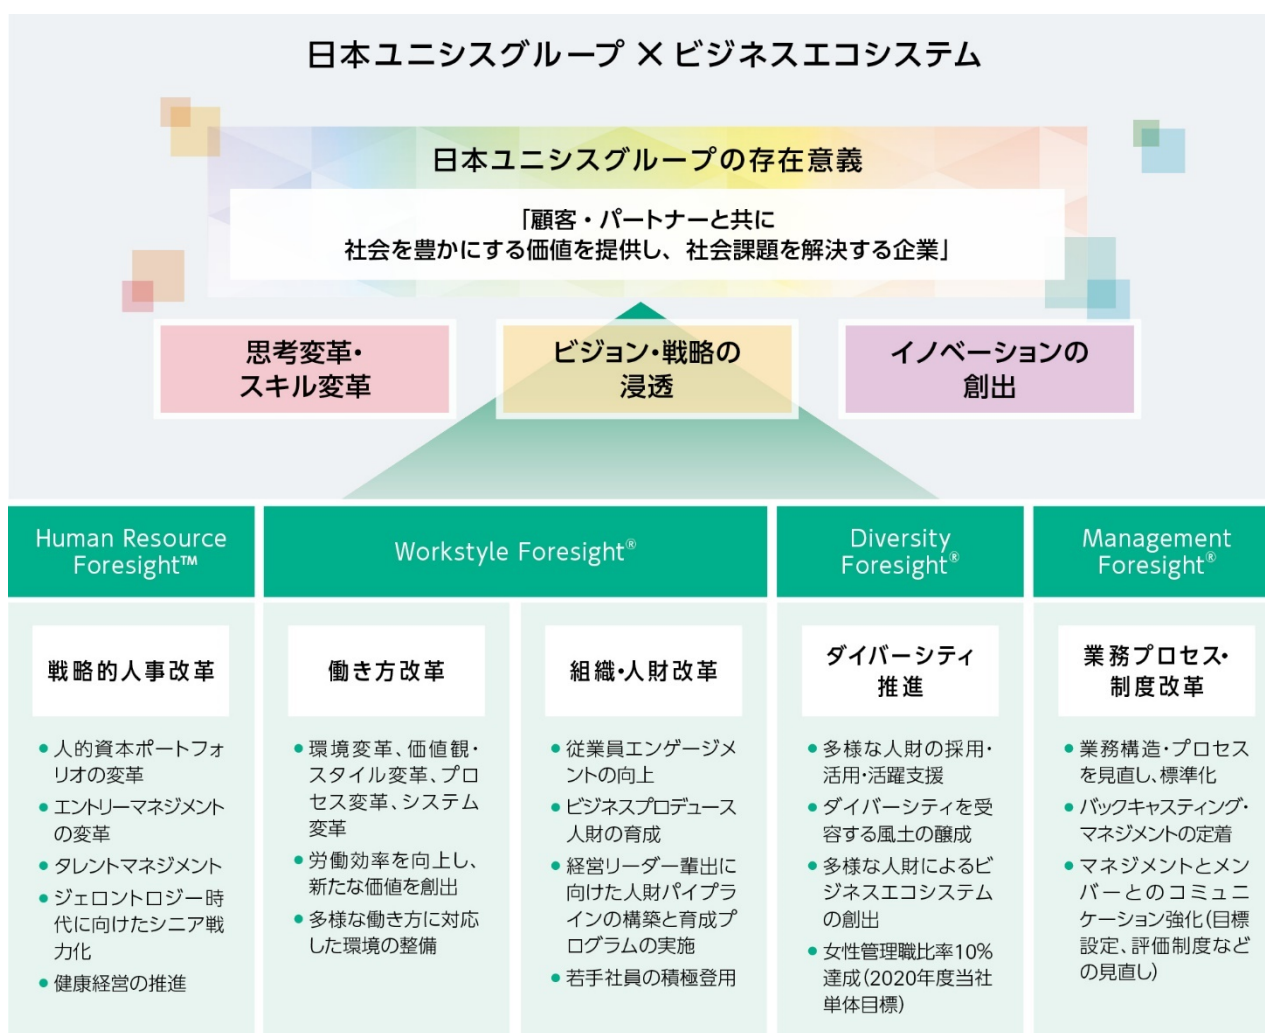 日本ユニシスグループ × ビジネスエコシステム
日本ユニシスグループの存在意義
「顧客・パートナーと共に
社会を豊かにする価値を提供し、社会課題を解決する企業」
思考変革・
スキル変革
ビジョン・戦略の
浸透
イノベーションの
創出
Human Resource
Foresight™
Workstyle Foresight®
Diversity
Foresight®
Management
Foresight®
戦略的人事改革
● 人的資本ポートフォ
リオの変革
● エントリーマネジメント
の変革
● タレントマネジメント
● ジェロントロジー時
代に向けたシニア戦
力化
● 健康経営の推進
働き方改革
● 環境変革、価値観・
スタイル変革、プロ
セス変革、システム
変革
● 労働効率を向上し、
新たな価値を創出
● 多様な働き方に対応
した環境の整備
組織・人財改革
● 従業員エンゲージメ
ントの向上
● ビジネスプロデュース
人財の育成
● 経営リーダー輩出に
向けた人財パイプラ
インの構築と育成プ
ログラムの実施
● 若手社員の積極登用
ダイバーシティ
推進
● 多様な人財の採用・
活用・活躍支援
● ダイバーシティを受
容する風土の醸成
● 多様な人財によるビ
ジネスエコシステム
の創出
● 女性管理職比率10%
達成(2020年度当社
単体目標)
業務プロセス・
制度改革
● 業務構造・プロセス
を見直し、標準化
● バックキャスティング・
マネジメントの定着
● マネジメントとメン
バーとのコミュニ
ケーション強化(目標
設定、評価制度など
の見直し)